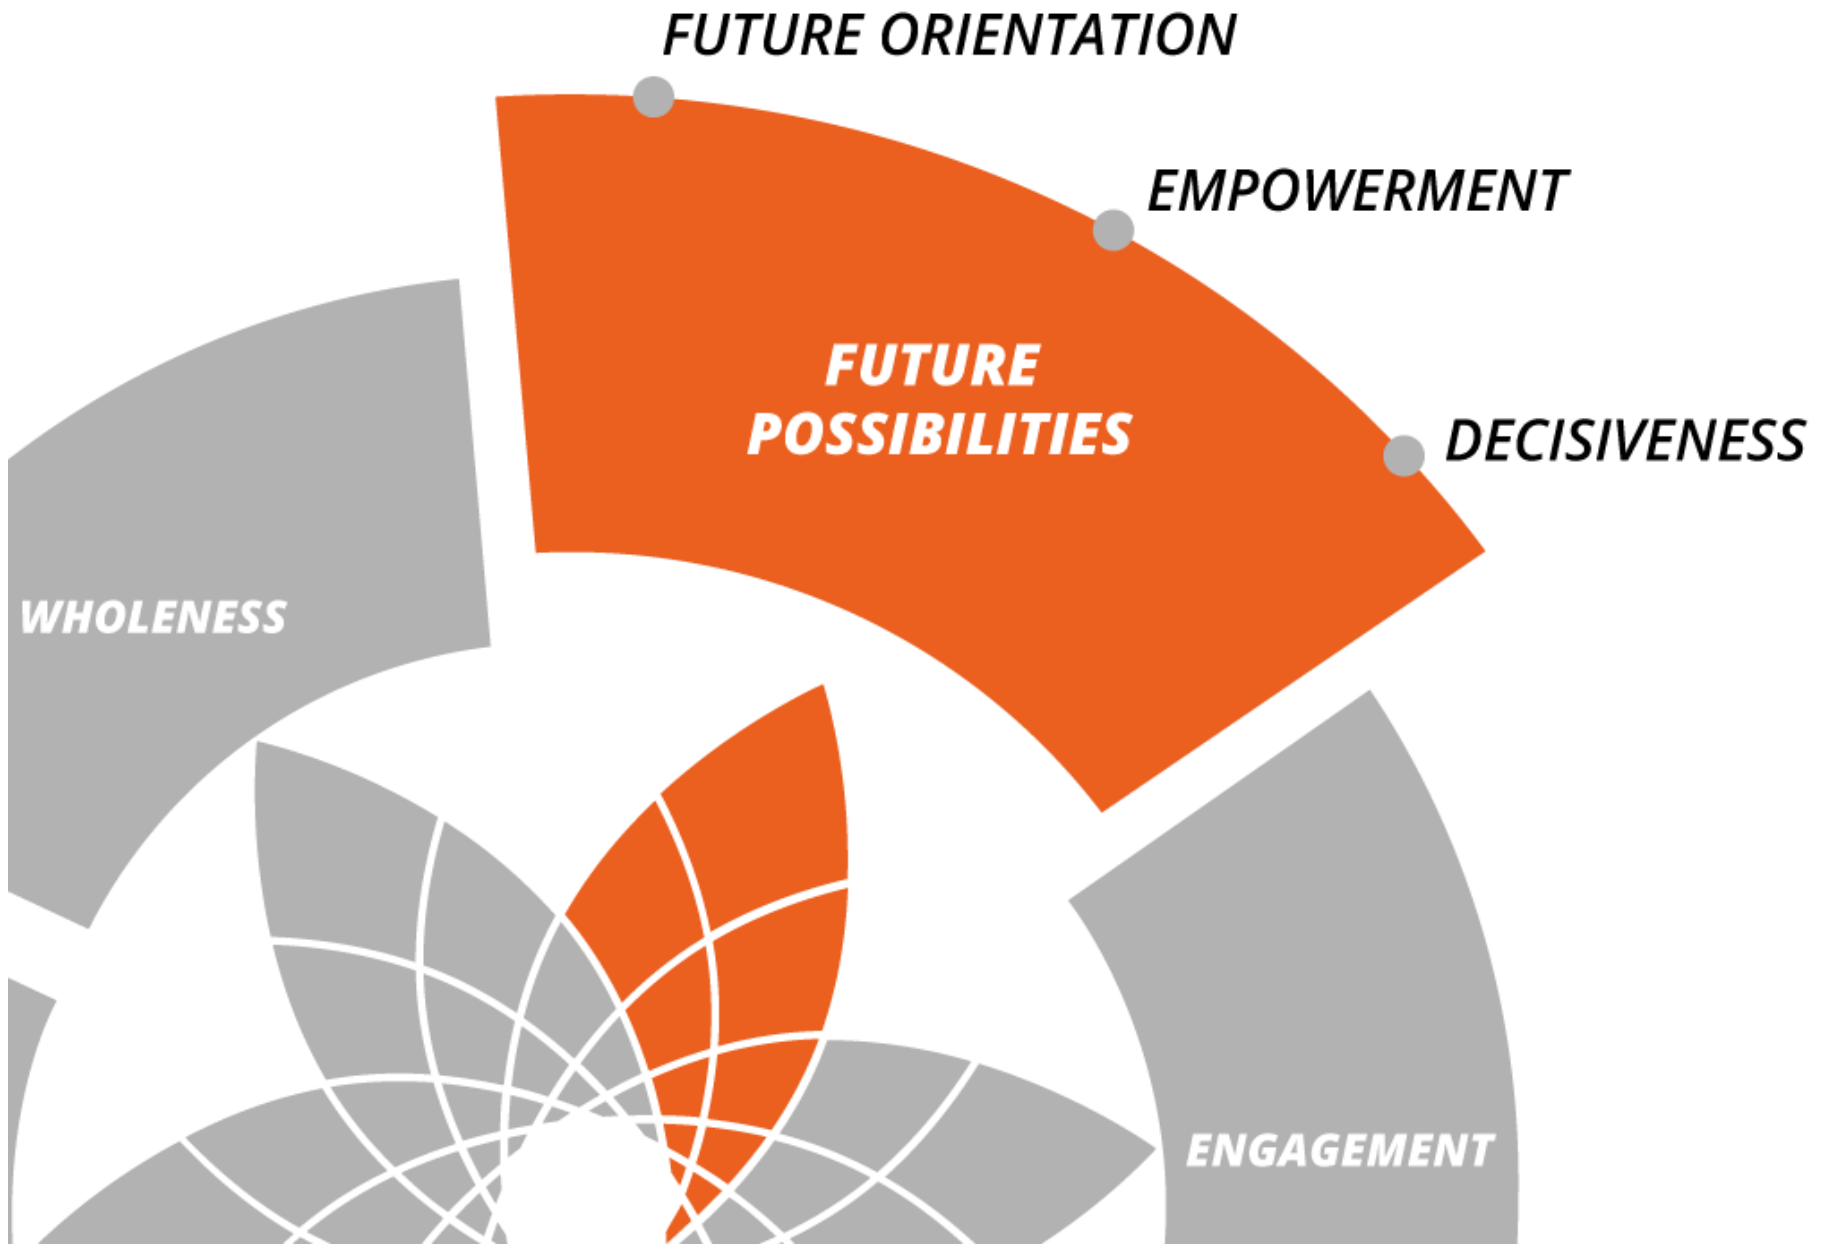 FUTURE ORIENTATION
EMPOWERMENT
FUTURE
POSSIBILITIES
DECISIVENESS
WHOLENESS
ENGAGEMENT